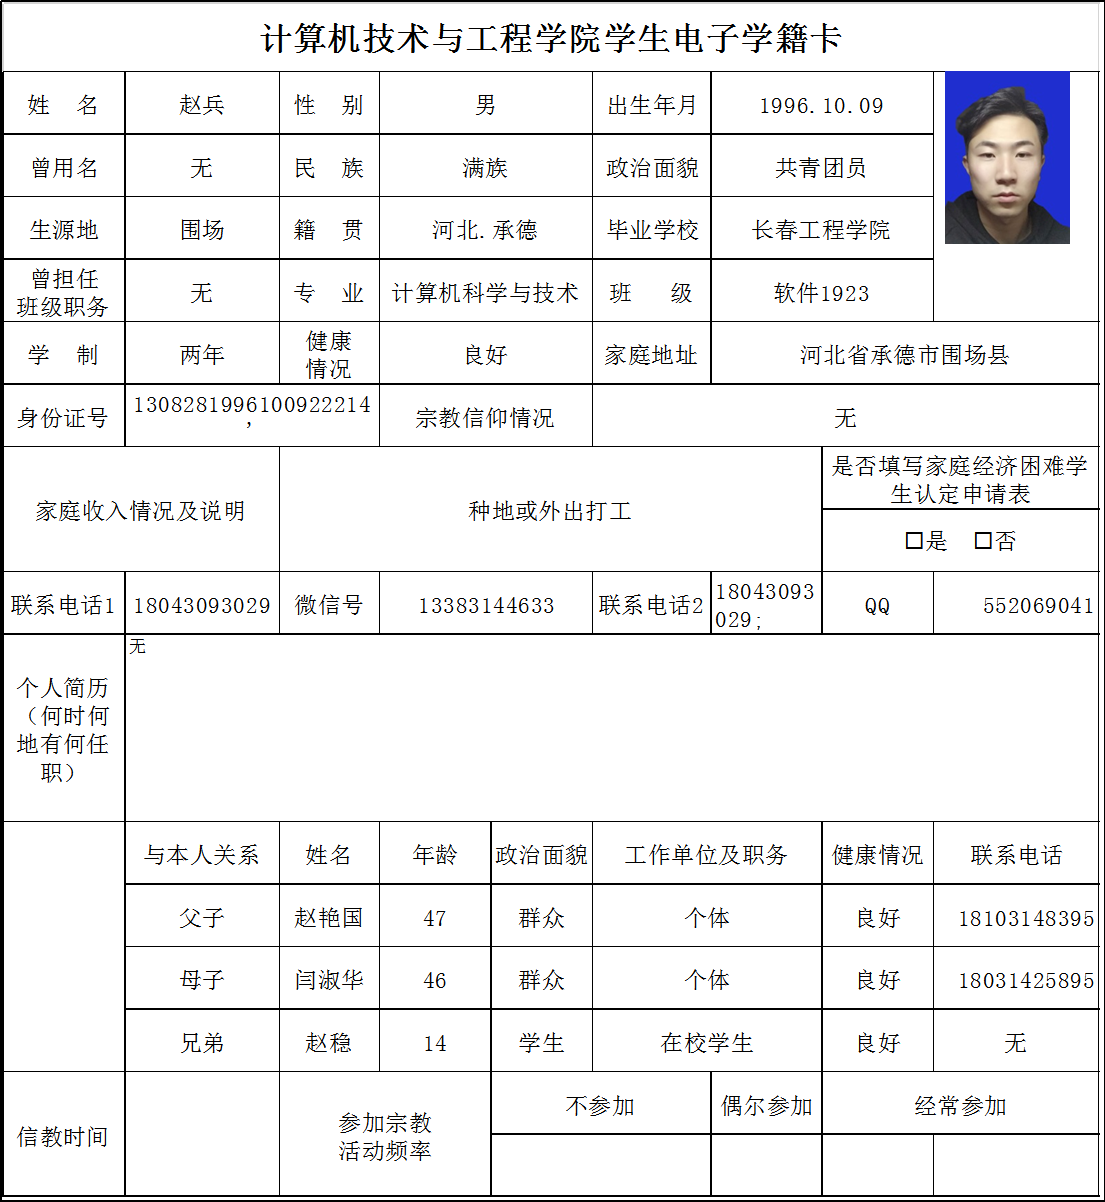 计算机技术与工程学院学生电子学籍卡
姓 名 赵兵 性 别 男 出生年月 1996.10.09
曾用名 无 民 族 满族 政治面貌 共青团员
生源地 围场 籍 贯 河北.承德 毕业学校 长春工程学院
曾担任
班级职务 无 专 业 计算机科学与技术 班 级 软件1923
学 制 两年 健康
情况 良好 家庭地址 河北省承德市围场县
身份证号 1308281996100922214
, 宗教信仰情况 无
家庭收入情况及说明 种地或外出打工 是否填写家庭经济困难学
生认定申请表
□是 □否
联系电话1 18043093029 微信号 13383144633 联系电话2 18043093
029; QQ 552069041
个人简历
（何时何
地有何任
职） 无
与本人关系 姓名 年龄 政治面貌 工作单位及职务 健康情况 联系电话
父子 赵艳国 47 群众 个体 良好 18103148395
母子 闫淑华 46 群众 个体 良好 18031425895
兄弟 赵稳 14 学生 在校学生 良好 无
信教时间 参加宗教
活动频率 不参加 偶尔参加 经常参加